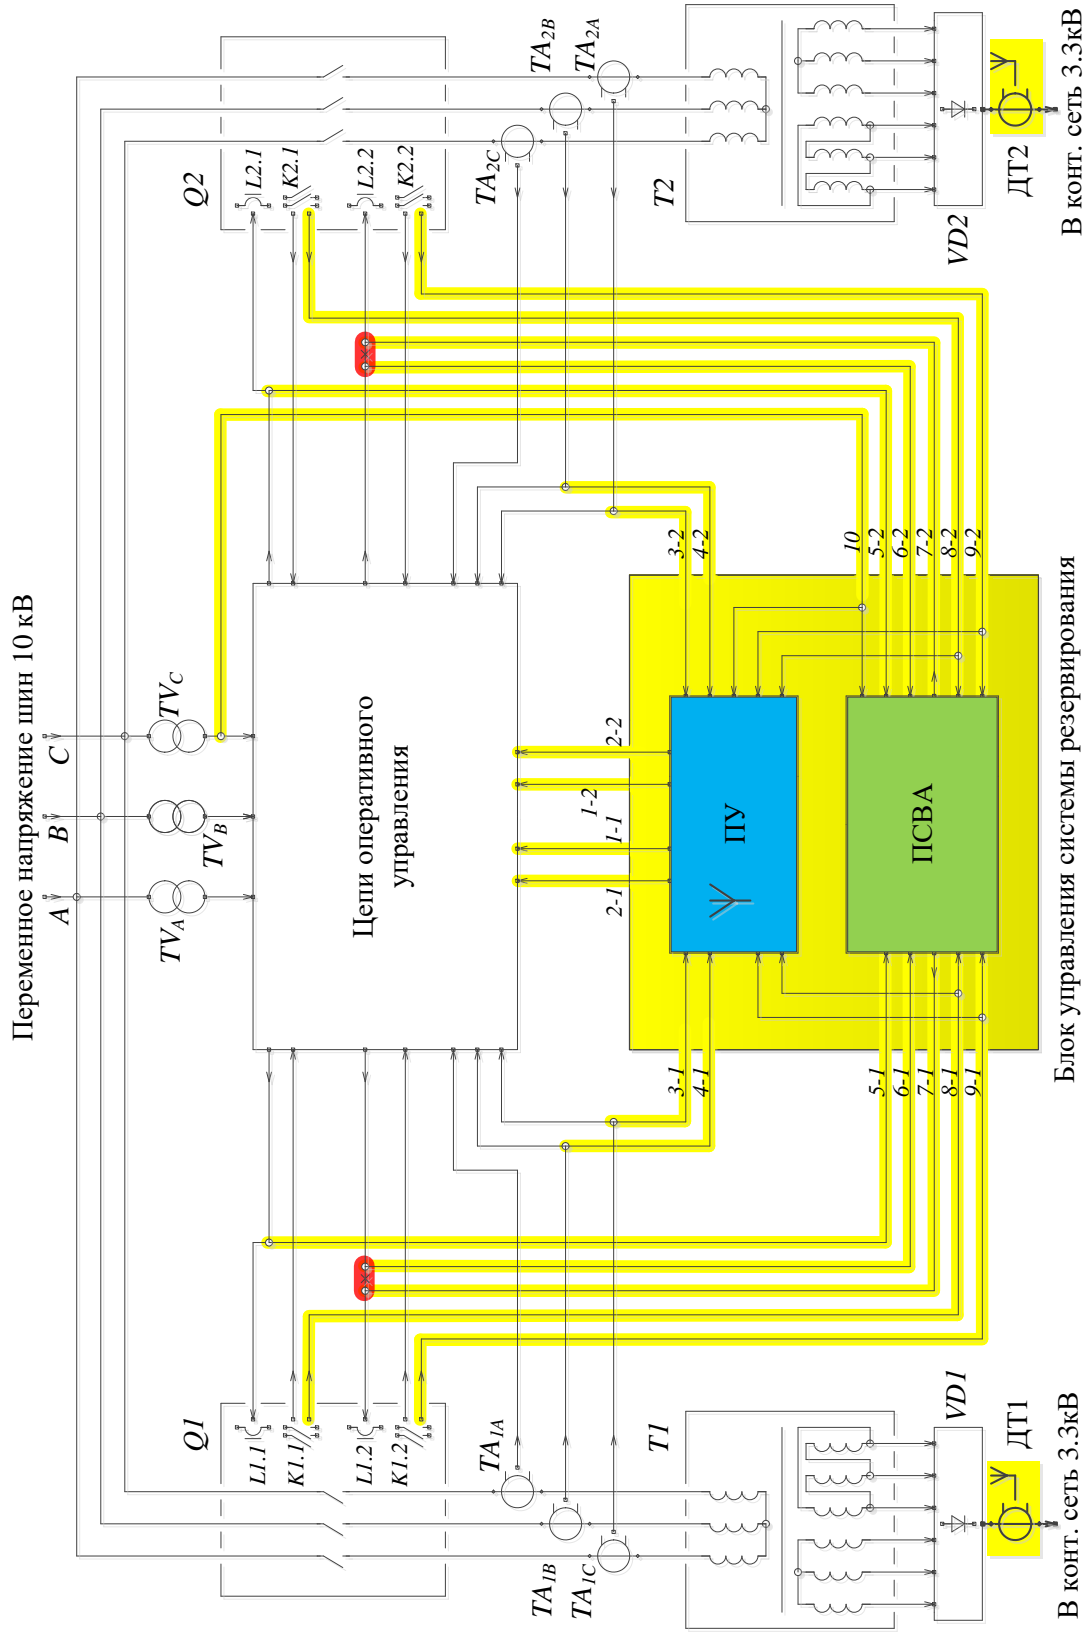 Переменное напряжение шин 10 кВ
A
B
C
TVA
TVB
TVC
Q1
L1.1
K1.1
L1.2
K1.2
Q2
L2.1
K2.1
L2.2
K2.2
TA1A
TA1B
TA1C
TA2B
TA2A
TA2C
Цепи оперативного
управления
T1
T2
2-1
1-1
1-2
2-2
3-1
4-1
3-2
4-2
ПУ
ПСВА
5-1
6-1
7-1
8-1
9-1
10
5-2
6-2
7-2
8-2
9-2
VD1
VD2
ДТ1
ДТ2
В конт. сеть 3.3кВ
Блок управления системы резервирования
В конт. сеть 3.3кВ